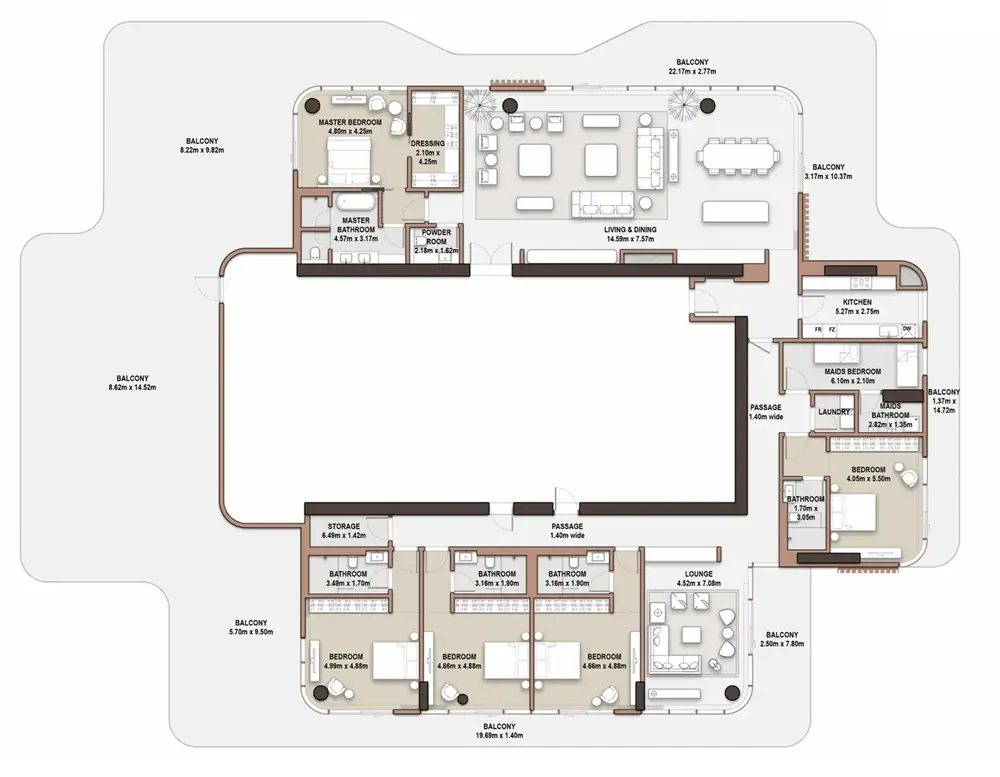 BALCONY
22.17m x 2.77m
MASTER BEDROOM
4.80m x 4.25m
DRESSING
2.10m x
4.25m
BALCONY
8.22m x 9.82m
BALCONY
3.17m x 10.37m
MASTER
BATHROOM
4.57m x 3.17m
POWDER
ROOM
2.18m x 1.62m
LIVING & DINING
14.59m x 7.57m
KITCHEN
5.27m x 2.75m
FR
FZ
DW
MAIDS BEDROOM
6.10m x 2.10m
BALCONY
8.62m x 14.52m
BALCONY
1.37m x
14.72m
PASSAGE
1.40m wide
LAUNDRY
MAIDS
BATHROOM
2.82m x 1.35m
BEDROOM
4.05m x 5.50m
BATHROOM
1.70m x
3.05m
STORAGE
6.49m x 1.42m
PASSAGE
1.40m wide
BATHROOM
3.49m x 1.70m
BATHROOM
3.16m x 1.90m
BATHROOM
3.16m x 1.90m
LOUNGE
4.52m x 7.08m
BALCONY
5.70m x 9.50m
BALCONY
2.50m x 7.80m
BEDROOM
4.99m x 4.88m
BEDROOM
4.66m x 4.88m
BEDROOM
4.66m x 4.88m
BALCONY
19.69m x 1.40m